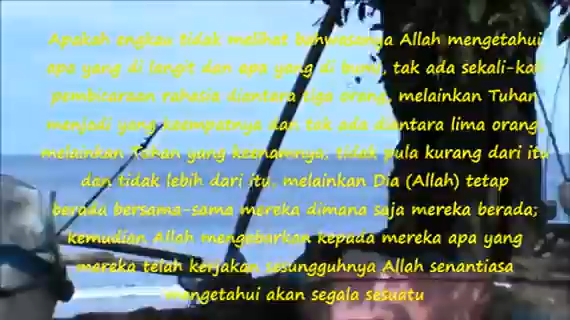 Apakah engkau tidak melihat bahwasanya Allah mengetahui
apa yang di langit dan apa yang di bumi, tak ada sekali-kali
pembicaraan rahasia diantara tiga orang, melainkan Tuhan
menjadi yang keempatnya dan tak ada diantara lima orang,
melainkan Tuhan yang keenamnya, tidak pula kurang dari itu
dan tidak lebih dari itu, melainkan Dia (Allah) tetap
berada bersama-sama mereka dimana saja mereka berada;
kemudian Allah mengabarkan kepada mereka apa yang
mereka telah kerjakan sesungguhnya Allah senantiasa
mengetahui akan segala sesuatu